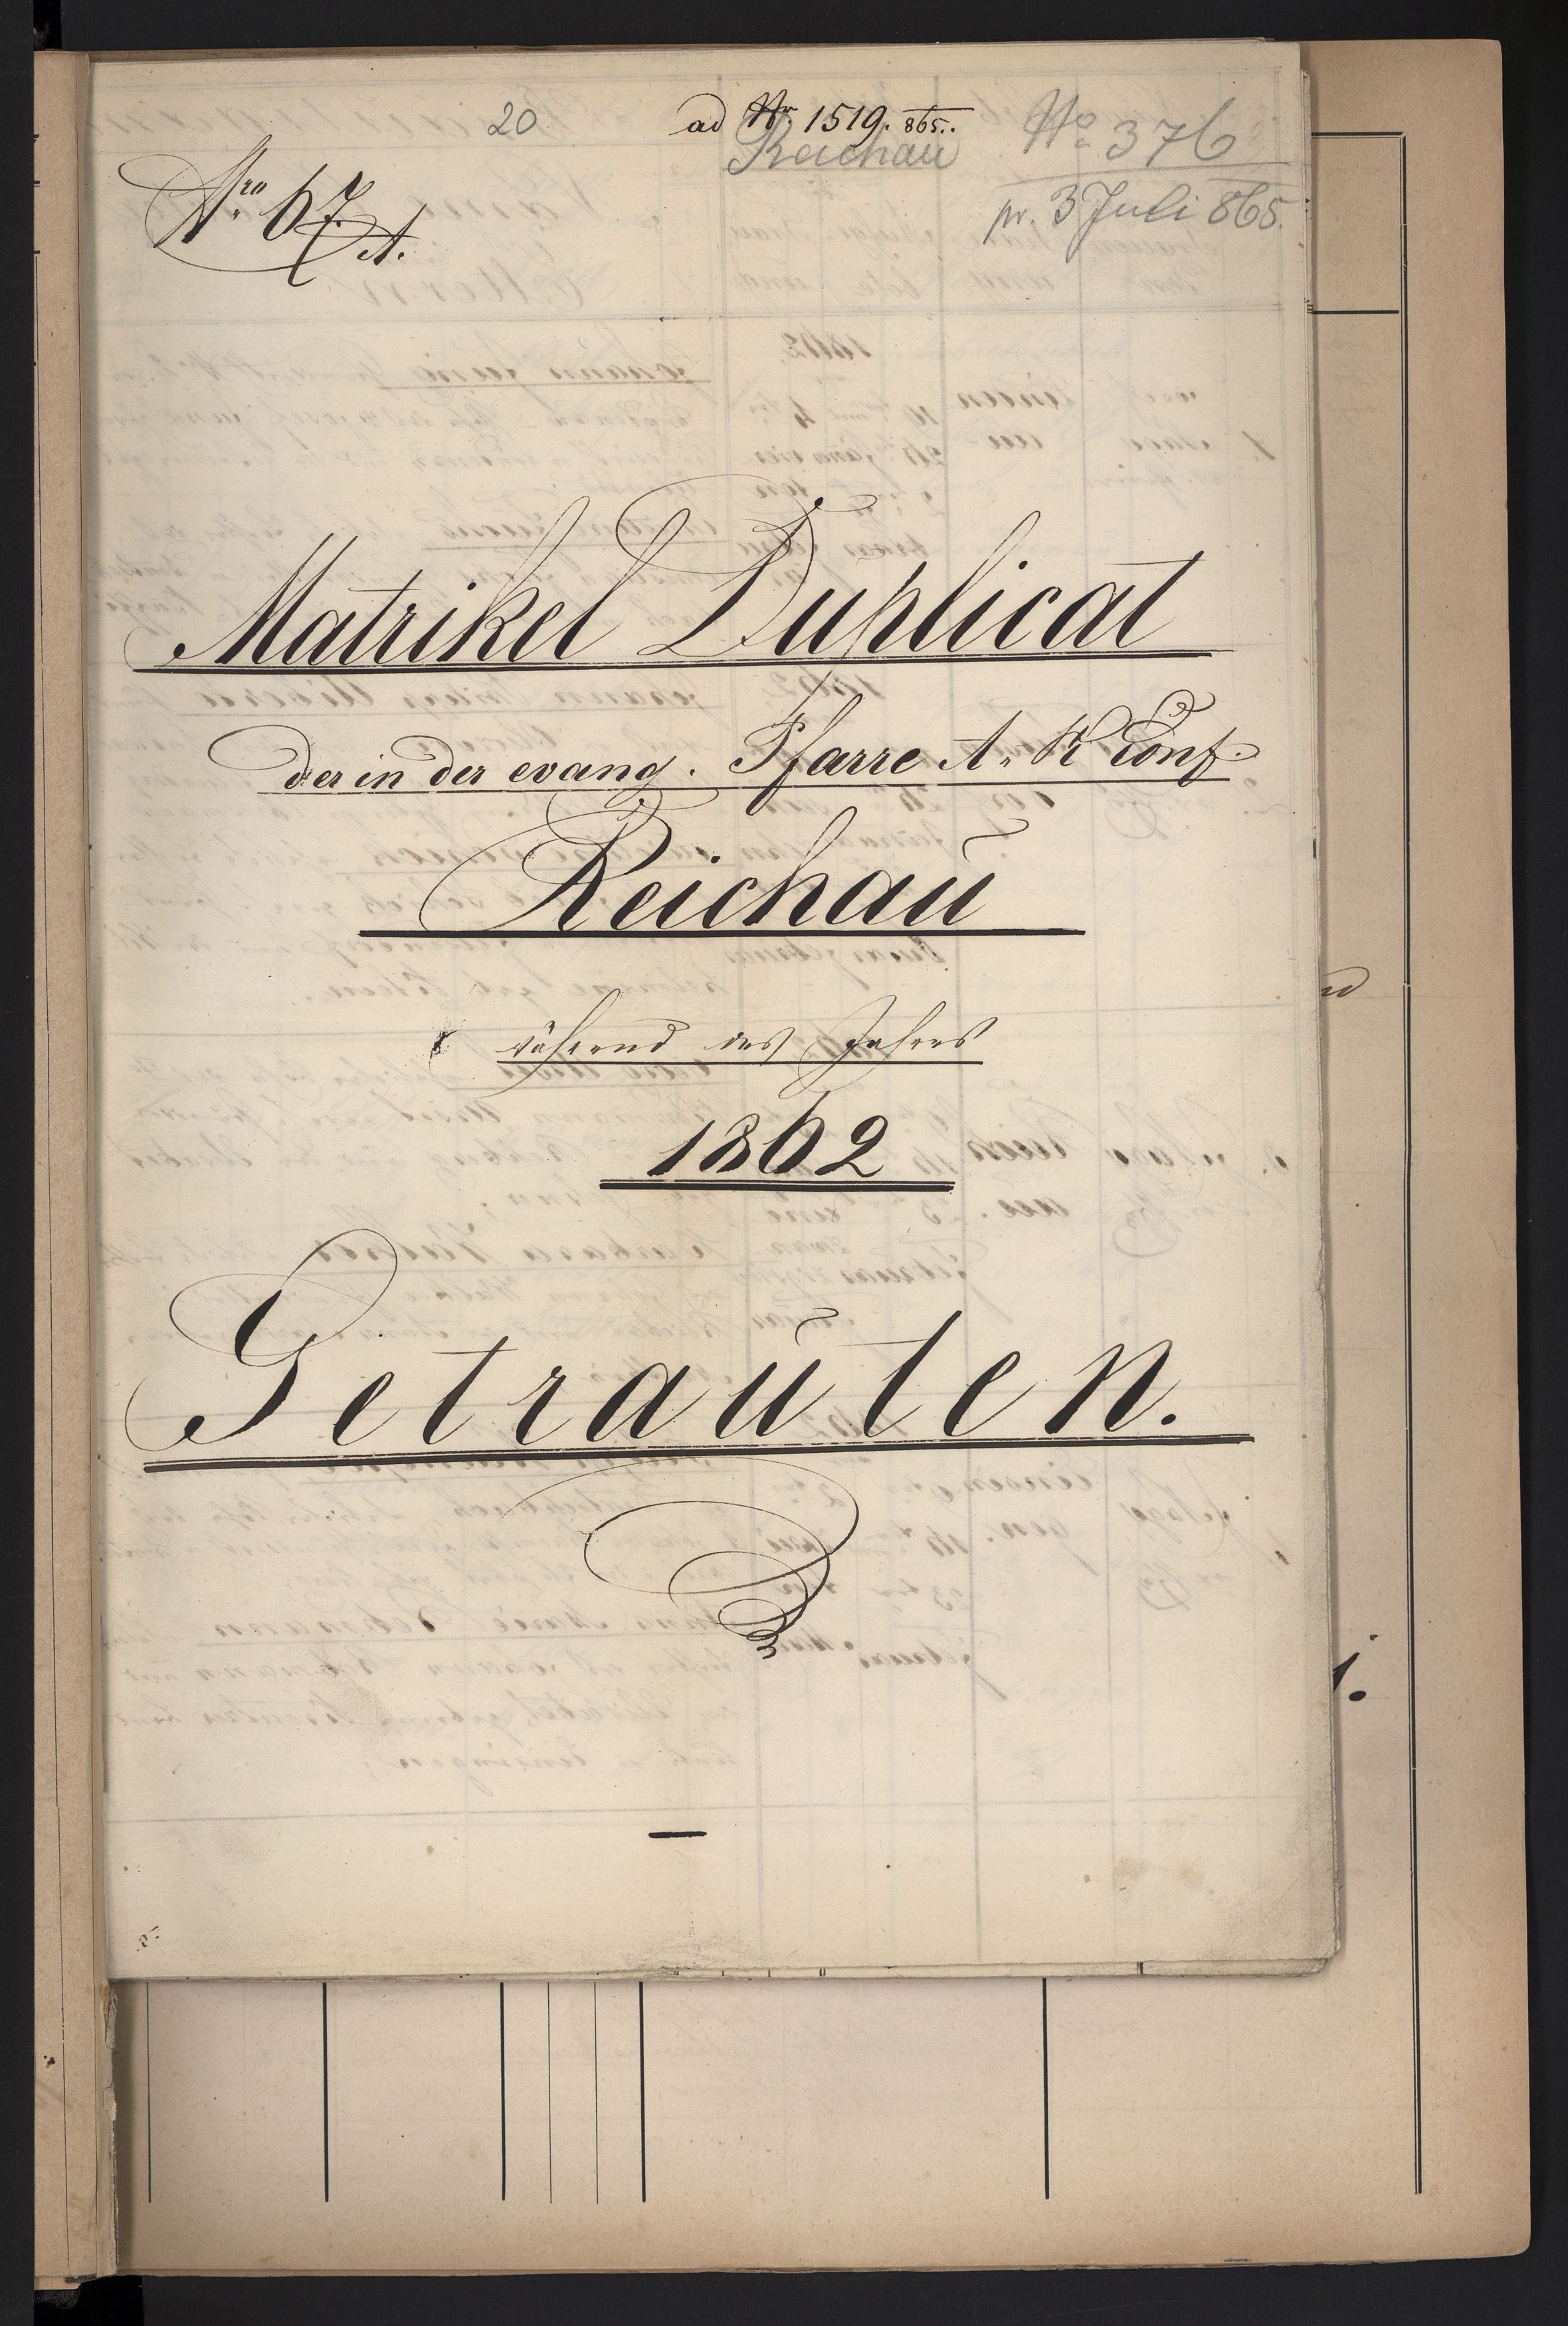 20
ad Nr. 1519. 865.
Reichau
No 376
pr. 3 Juli 865.
Nro 67.
A.
Matrikel Duplicat
der in der evang. Pfarre A. K Conf.
Reichau
während des Jahres
1862
Getrauten.